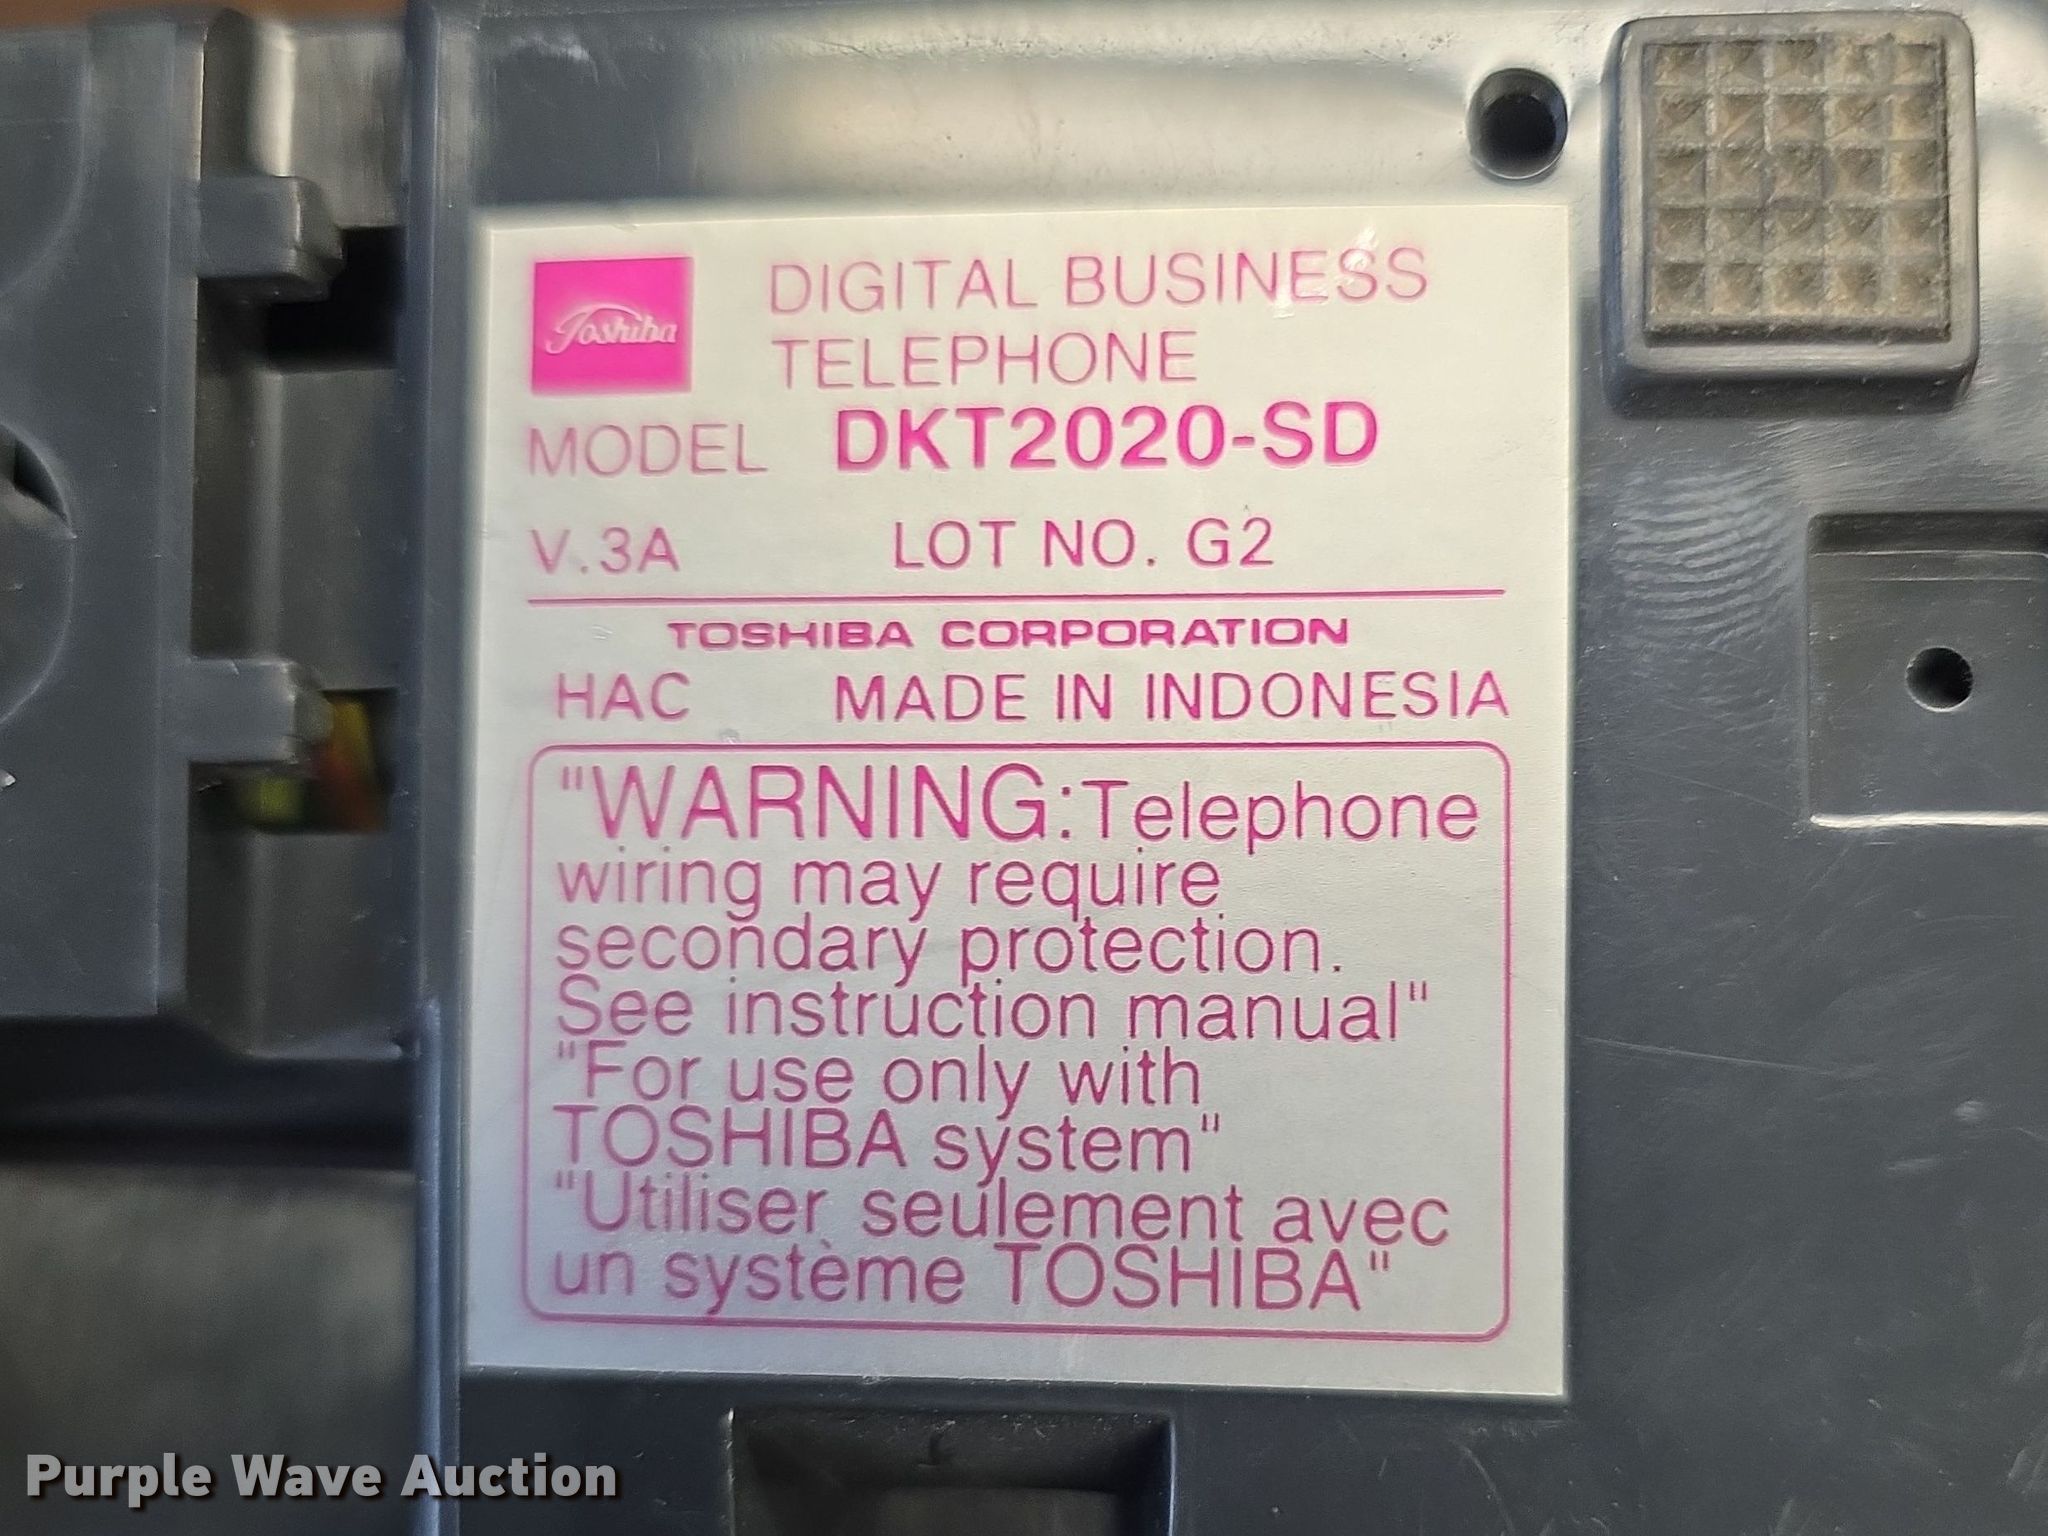 Toshiba
DIGITAL BUSINESS
TELEPHONE
MODEL DKT2020-SD
V.3A LOT NO. G2
TOSHIBA CORPORATION
HAC MADE IN INDONESIA
"WARNING:Telephone
wiring may require
secondary protection.
See instruction manual"
"For use only with
TOSHIBA system"
"Utiliser seulement avec
un système TOSHIBA"
Purple Wave Auction